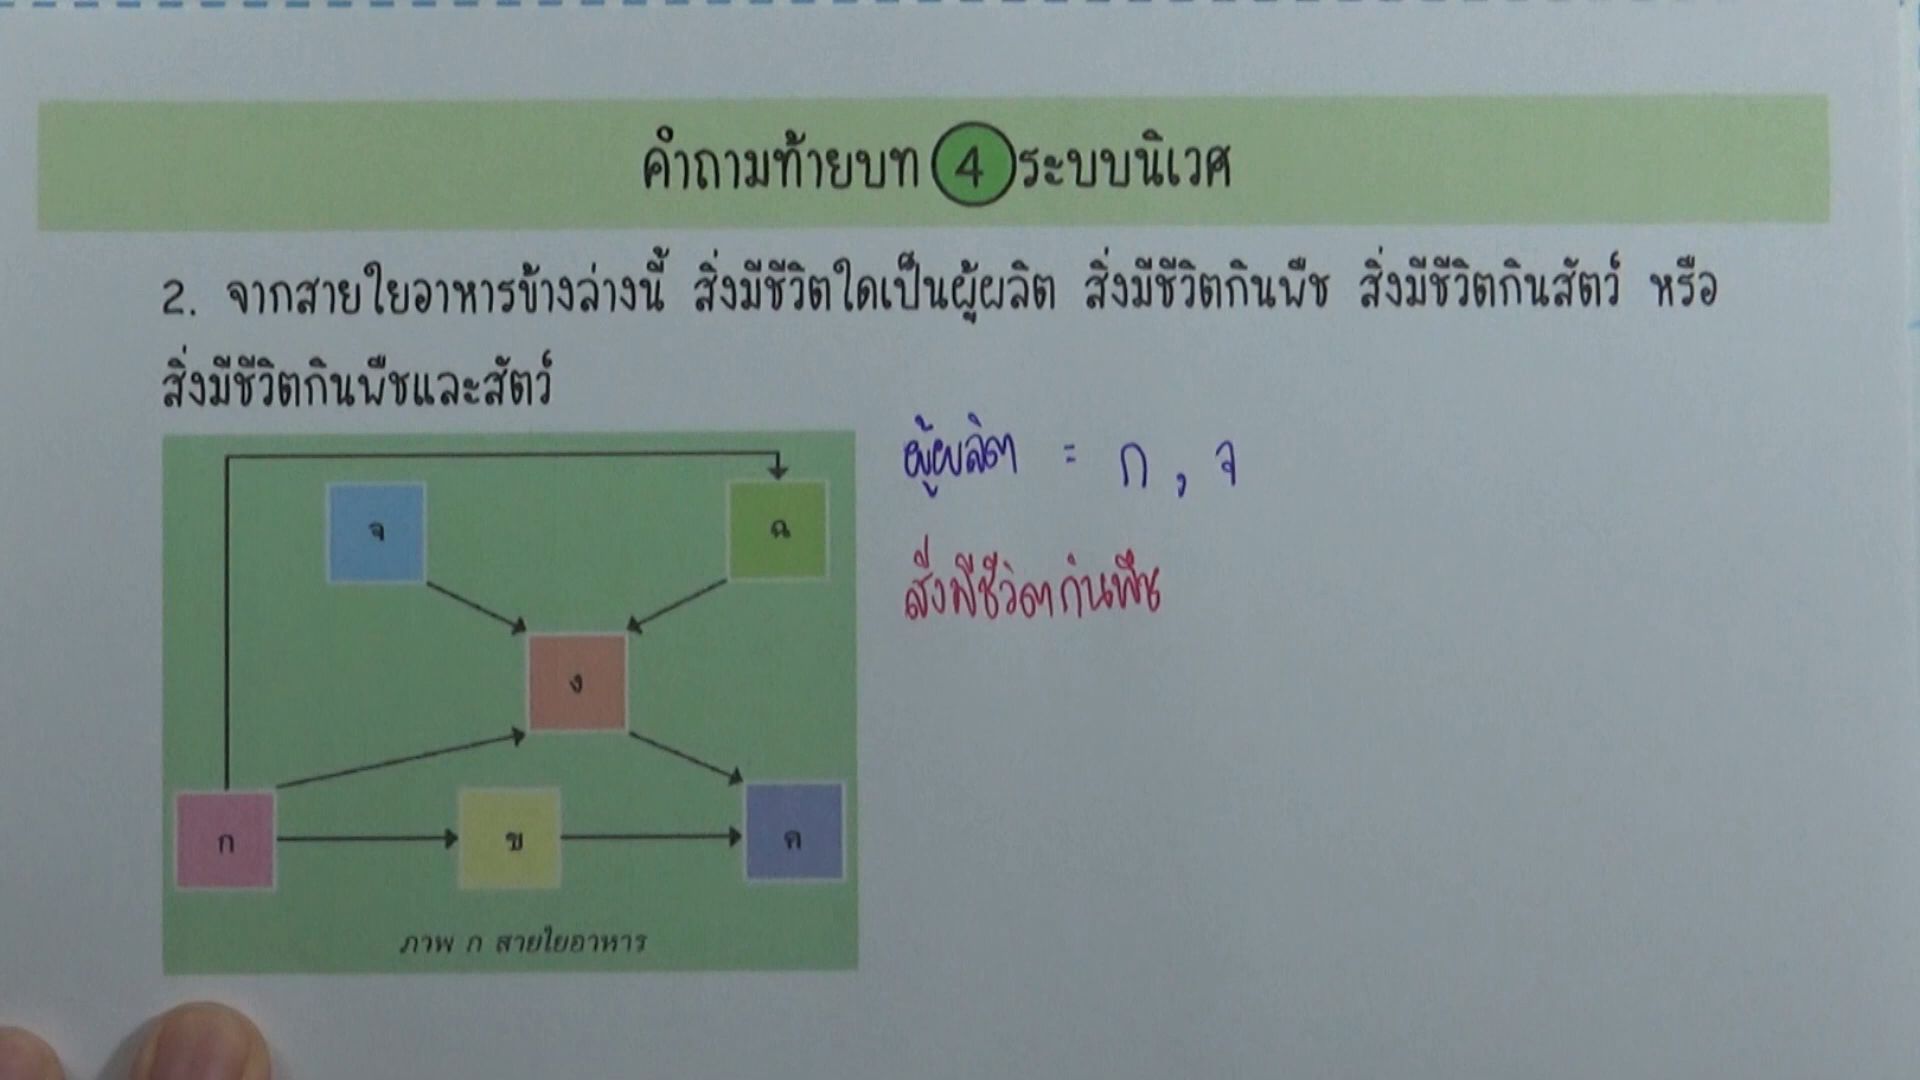 คำถามท้ายบท 4 ระบบนิเวศ
2. จากสายใยอาหารข้างล่างนี้ สิ่งมีชีวิตใดเป็นผู้ผลิต สิ่งมีชีวิตกินพืช สิ่งมีชีวิตกินสัตว์ หรือ
สิ่งมีชีวิตกินพืชและสัตว์
ผู้ผลิต = ก , จ
จ
ฉ
สิ่งมีชีวิตกินพืช
ง
ก
ข
ค
ภาพ ก สายใยอาหาร